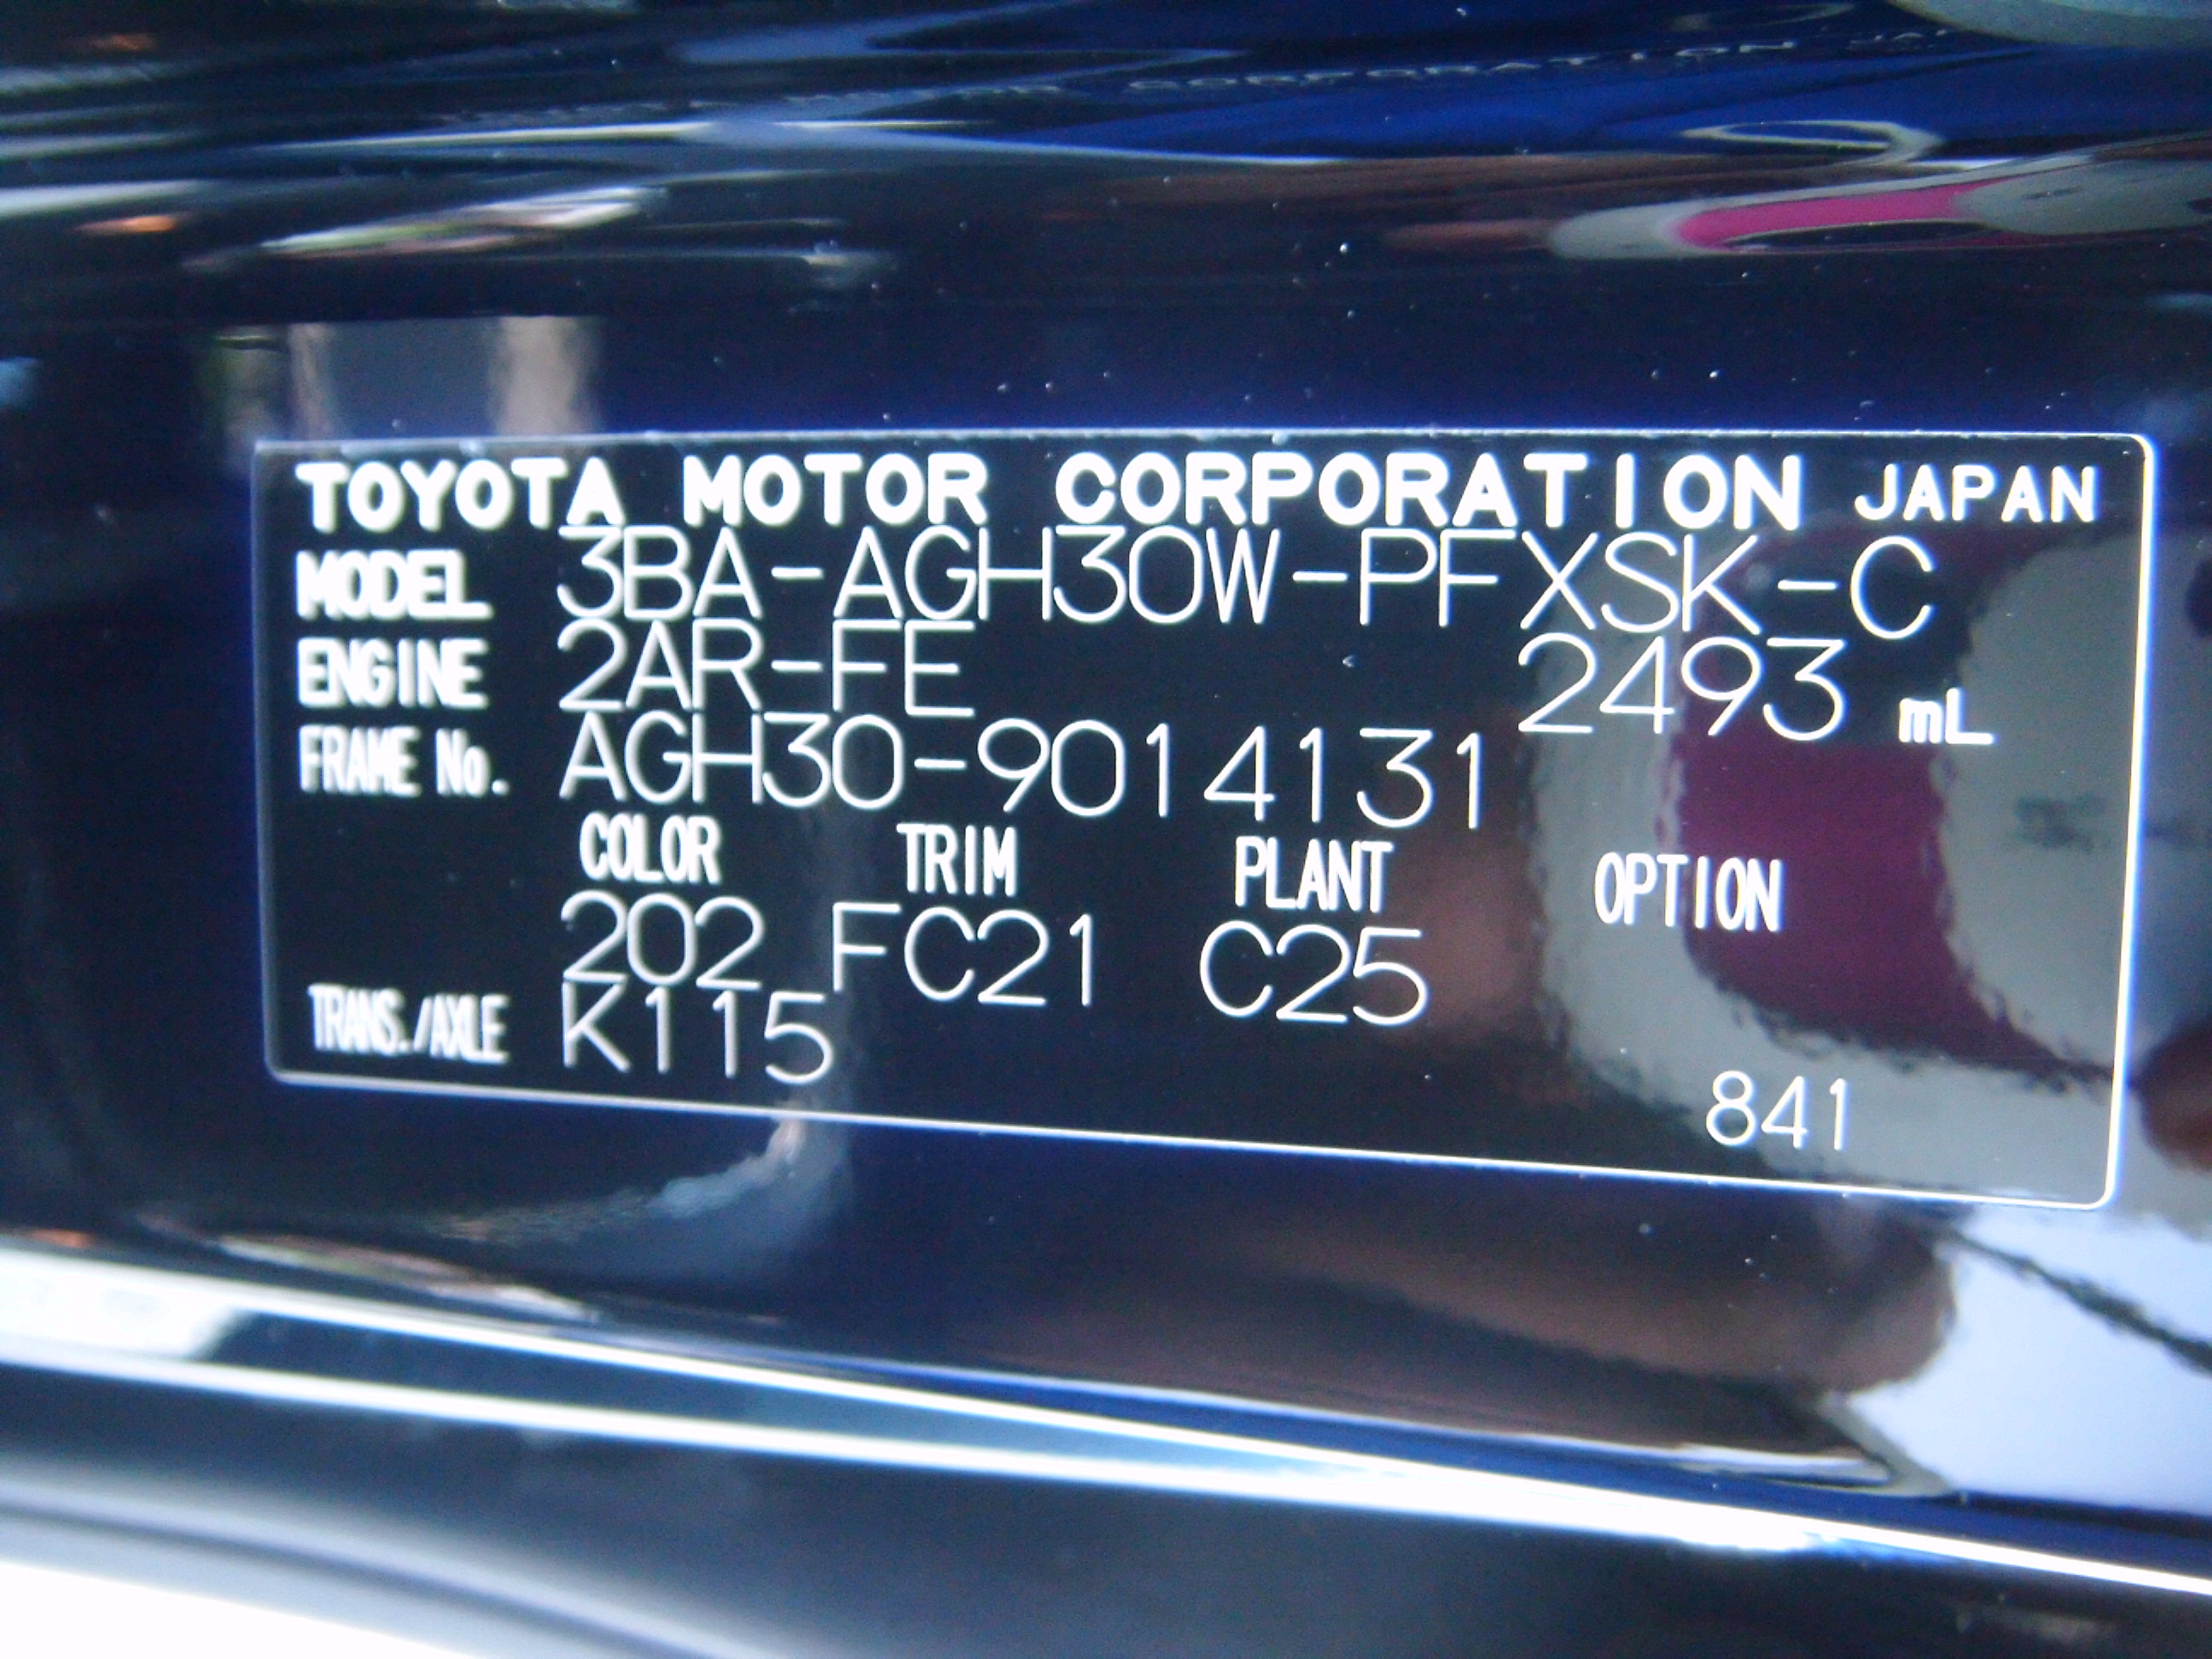 TOYOTA MOTOR CORPORATION JAPAN
MODEL 3BA-AGH30W-PFXSK-C
ENGINE 2AR-FE 2493 mL
FRAME No. AGH30-9014131
COLOR TRIM PLANT OPTION
202 FC21 C25
TRANS./AXLE K115
841